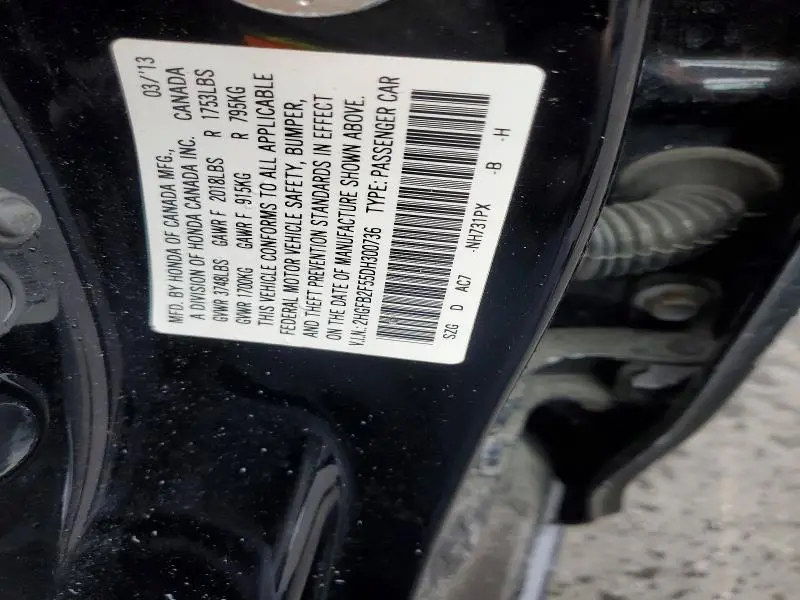 MFD. BY HONDA OF CANADA MFG., 03/'13
A DIVISION OF HONDA CANADA INC. CANADA
GVWR 3748LBS GAWR F 2018LBS R 1753LBS
GVWR 1700KG GAWR F 915KG R 795KG
THIS VEHICLE CONFORMS TO ALL APPLICABLE
FEDERAL MOTOR VEHICLE SAFETY, BUMPER,
AND THEFT PREVENTION STANDARDS IN EFFECT
ON THE DATE OF MANUFACTURE SHOWN ABOVE.
V.I.N.:2HGFB2F55DH300736 TYPE: PASSENGER CAR
SZG D AC7 -NH731PX -B -H